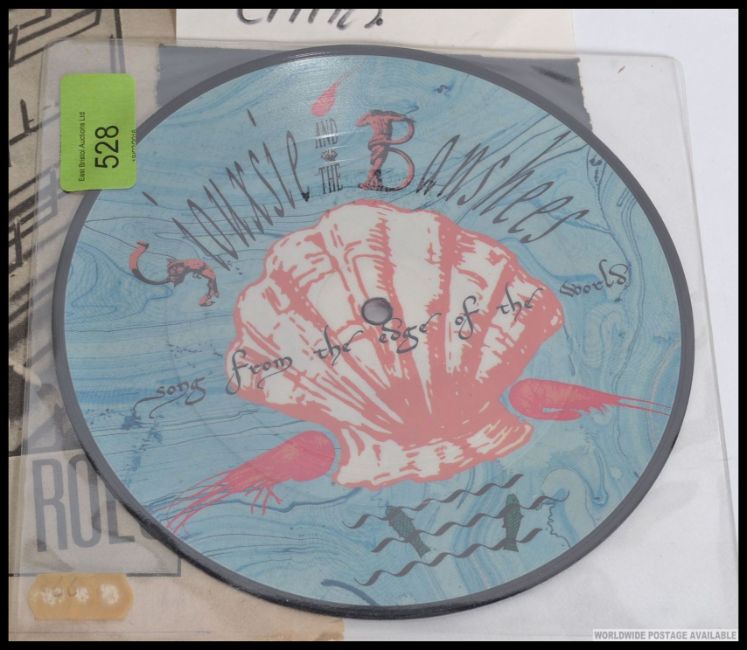 East Bristol Auctions Ltd
528
Siouxsie AND THE Banshees
song from the edge of the world
WORLDWIDE POSTAGE AVAILABLE